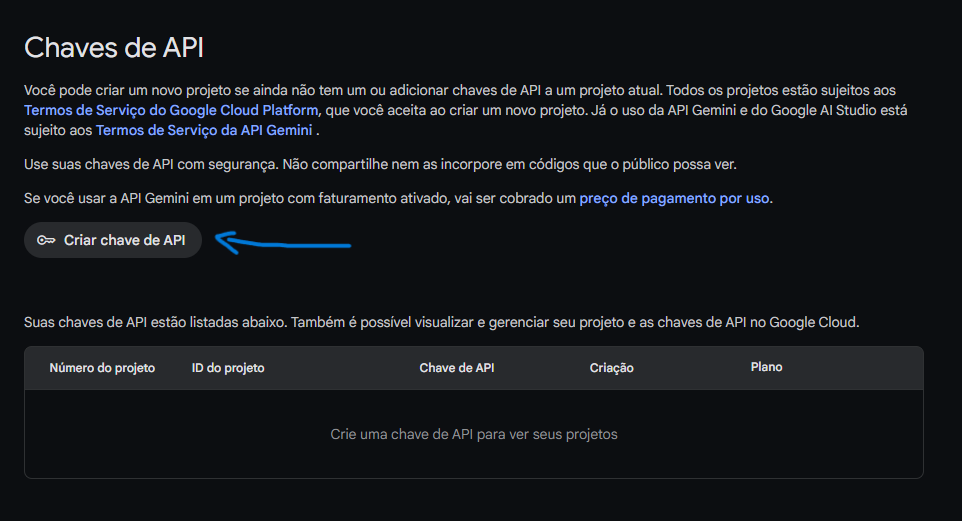 Chaves de API
Você pode criar um novo projeto se ainda não tem um ou adicionar chaves de API a um projeto atual. Todos os projetos estão sujeitos aos
Termos de Serviço do Google Cloud Platform, que você aceita ao criar um novo projeto. Já o uso da API Gemini e do Google AI Studio está
sujeito aos Termos de Serviço da API Gemini .
Use suas chaves de API com segurança. Não compartilhe nem as incorpore em códigos que o público possa ver.
Se você usar a API Gemini em um projeto com faturamento ativado, vai ser cobrado um preço de pagamento por uso.
Criar chave de API
Suas chaves de API estão listadas abaixo. Também é possível visualizar e gerenciar seu projeto e as chaves de API no Google Cloud.
Número do projeto ID do projeto Chave de API Criação Plano
Crie uma chave de API para ver seus projetos